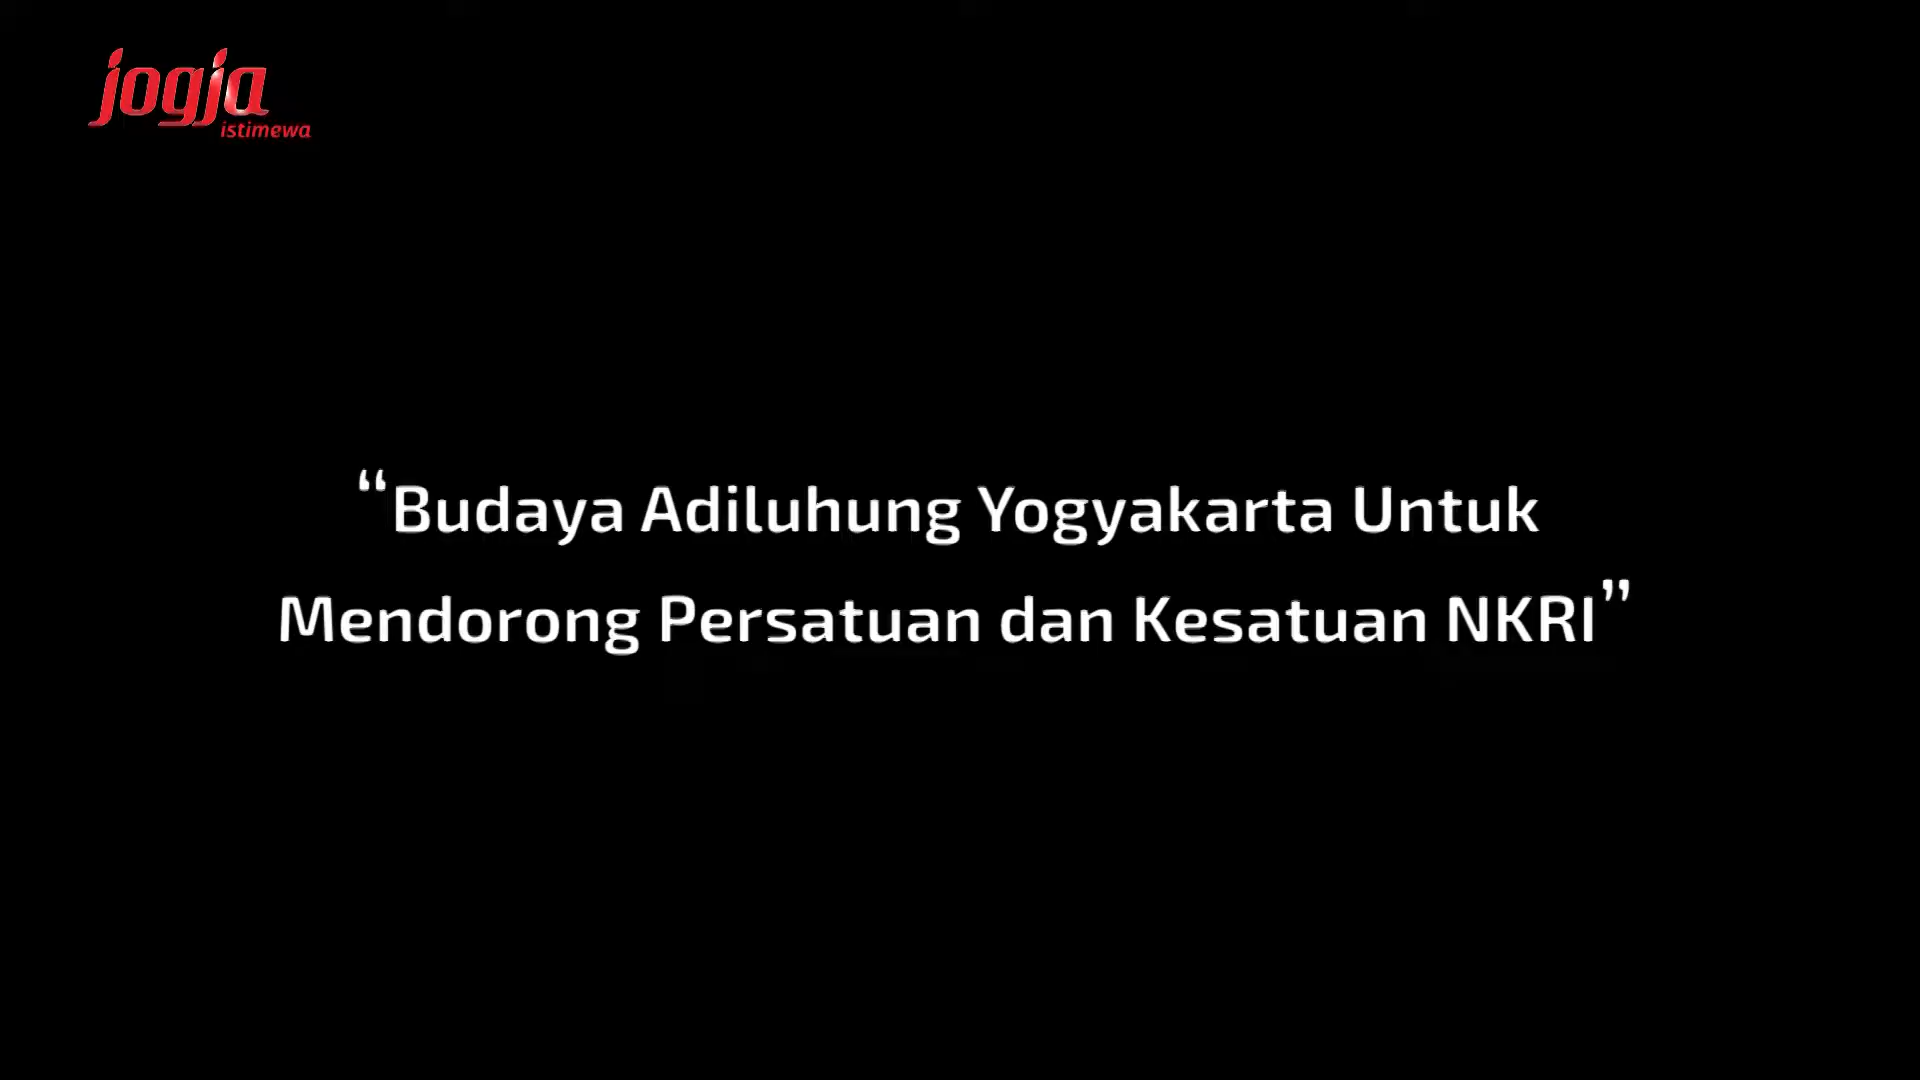 jogja
istimewa
“Budaya Adiluhung Yogyakarta Untuk
Mendorong Persatuan dan Kesatuan NKRI”